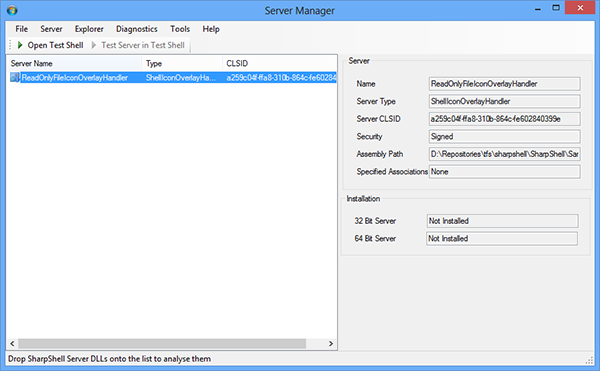 Server Manager
File Server Explorer Diagnostics Tools Help
Open Test Shell Test Server in Test Shell
Server Name Type CLSID
ReadOnlyFileIconOverlayHandler ShellIconOverlayHa... a259c04f-ffa8-310b-864c-fe602840
Server
Name ReadOnlyFileIconOverlayHandler
Server Type ShellIconOverlayHandler
Server CLSID a259c04f-ffa8-310b-864c-fe602840399e
Security Signed
Assembly Path D:\Repositories\tfs\sharpshell\SharpShell\Sar
Specified Associations None
Installation
32 Bit Server Not Installed
64 Bit Server Not Installed
Drop SharpShell Server DLLs onto the list to analyse them